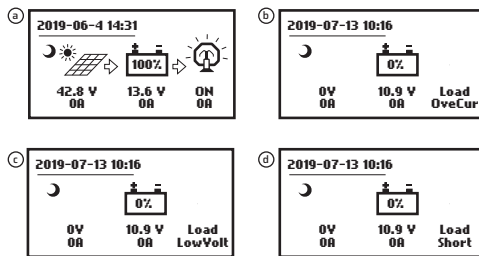 a
2019-06-4 14:31
100%
42.8 V 13.6 V ON
0A 0A 0A
b
2019-07-13 10:16
0%
0V 10.9 V Load
0A 0A OveCur
c
2019-07-13 10:16
0%
0V 10.9 V Load
0A 0A LowVolt
d
2019-07-13 10:16
0%
0V 10.9 V Load
0A 0A Short